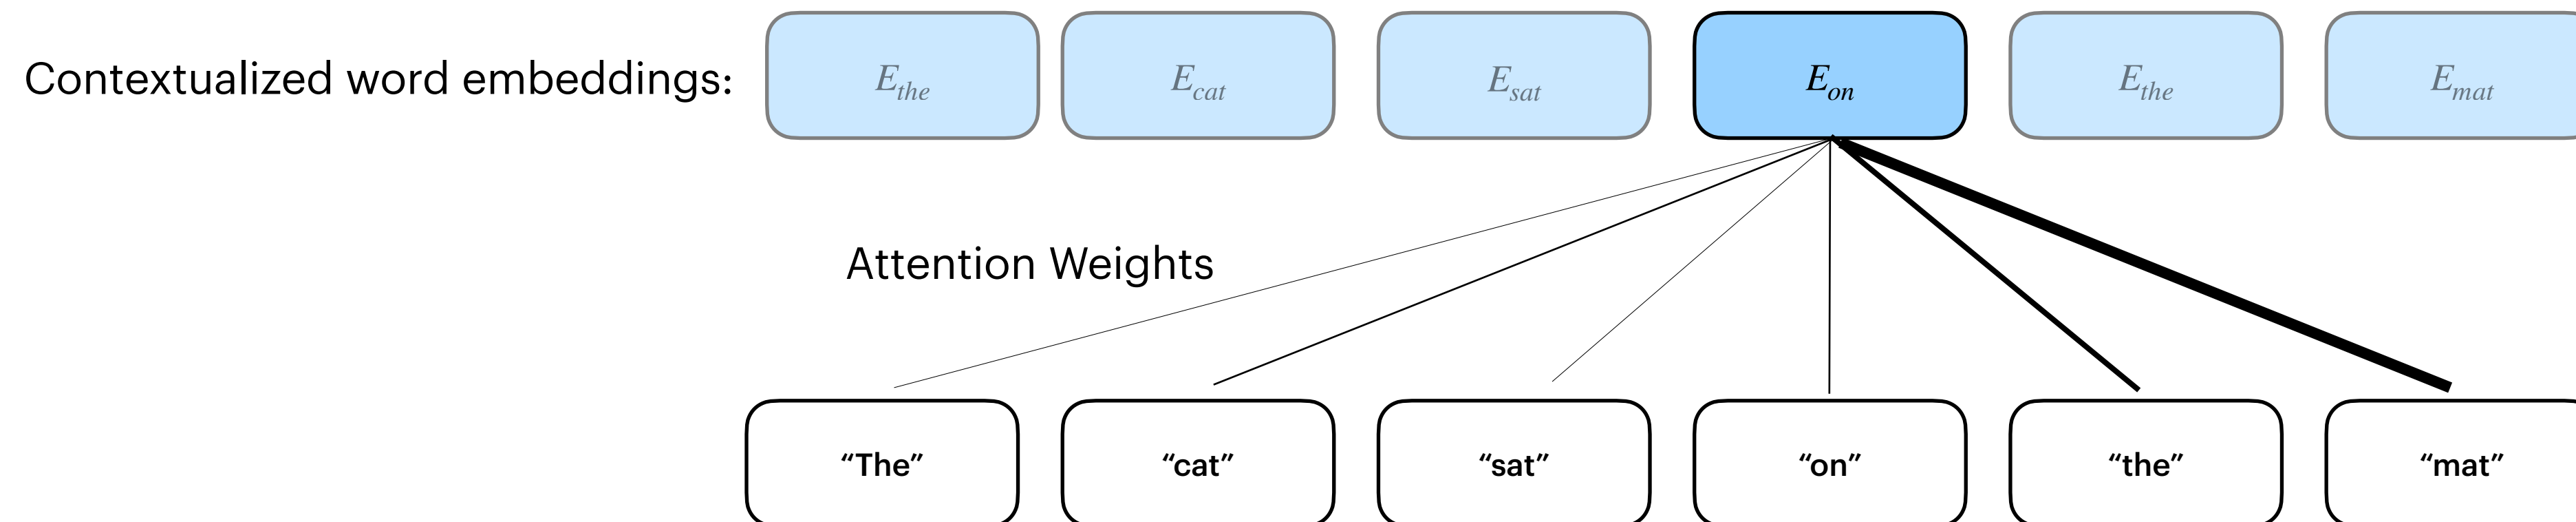 Contextualized word embeddings: E_the E_cat E_sat E_on E_the E_mat
Attention Weights
“The” “cat” “sat” “on” “the” “mat”